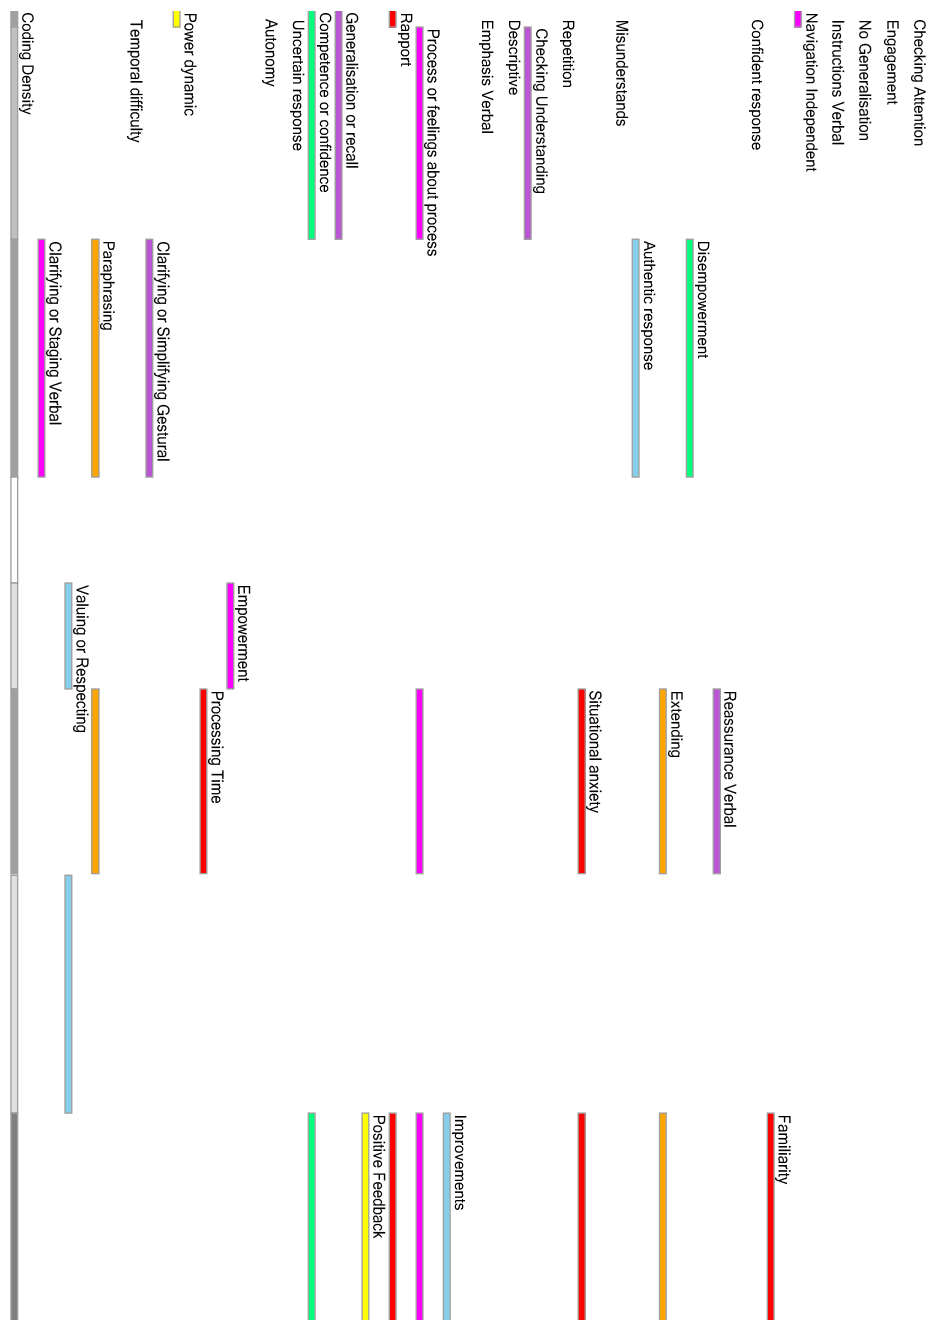 Checking Attention
Engagement
No Generalisation
Instructions Verbal
Navigation Independent
Familiarity
Confident response
Reassurance Verbal
Disempowerment
Extending
Authentic response
Misunderstands
Situational anxiety
Repetition
Checking Understanding
Descriptive
Emphasis Verbal
Improvements
Process or feelings about process
Rapport
Positive Feedback
Generalisation or recall
Competence or confidence
Uncertain response
Autonomy
Empowerment
Processing Time
Power dynamic
Clarifying or Simplifying Gestural
Temporal difficulty
Paraphrasing
Valuing or Respecting
Clarifying or Staging Verbal
Coding Density